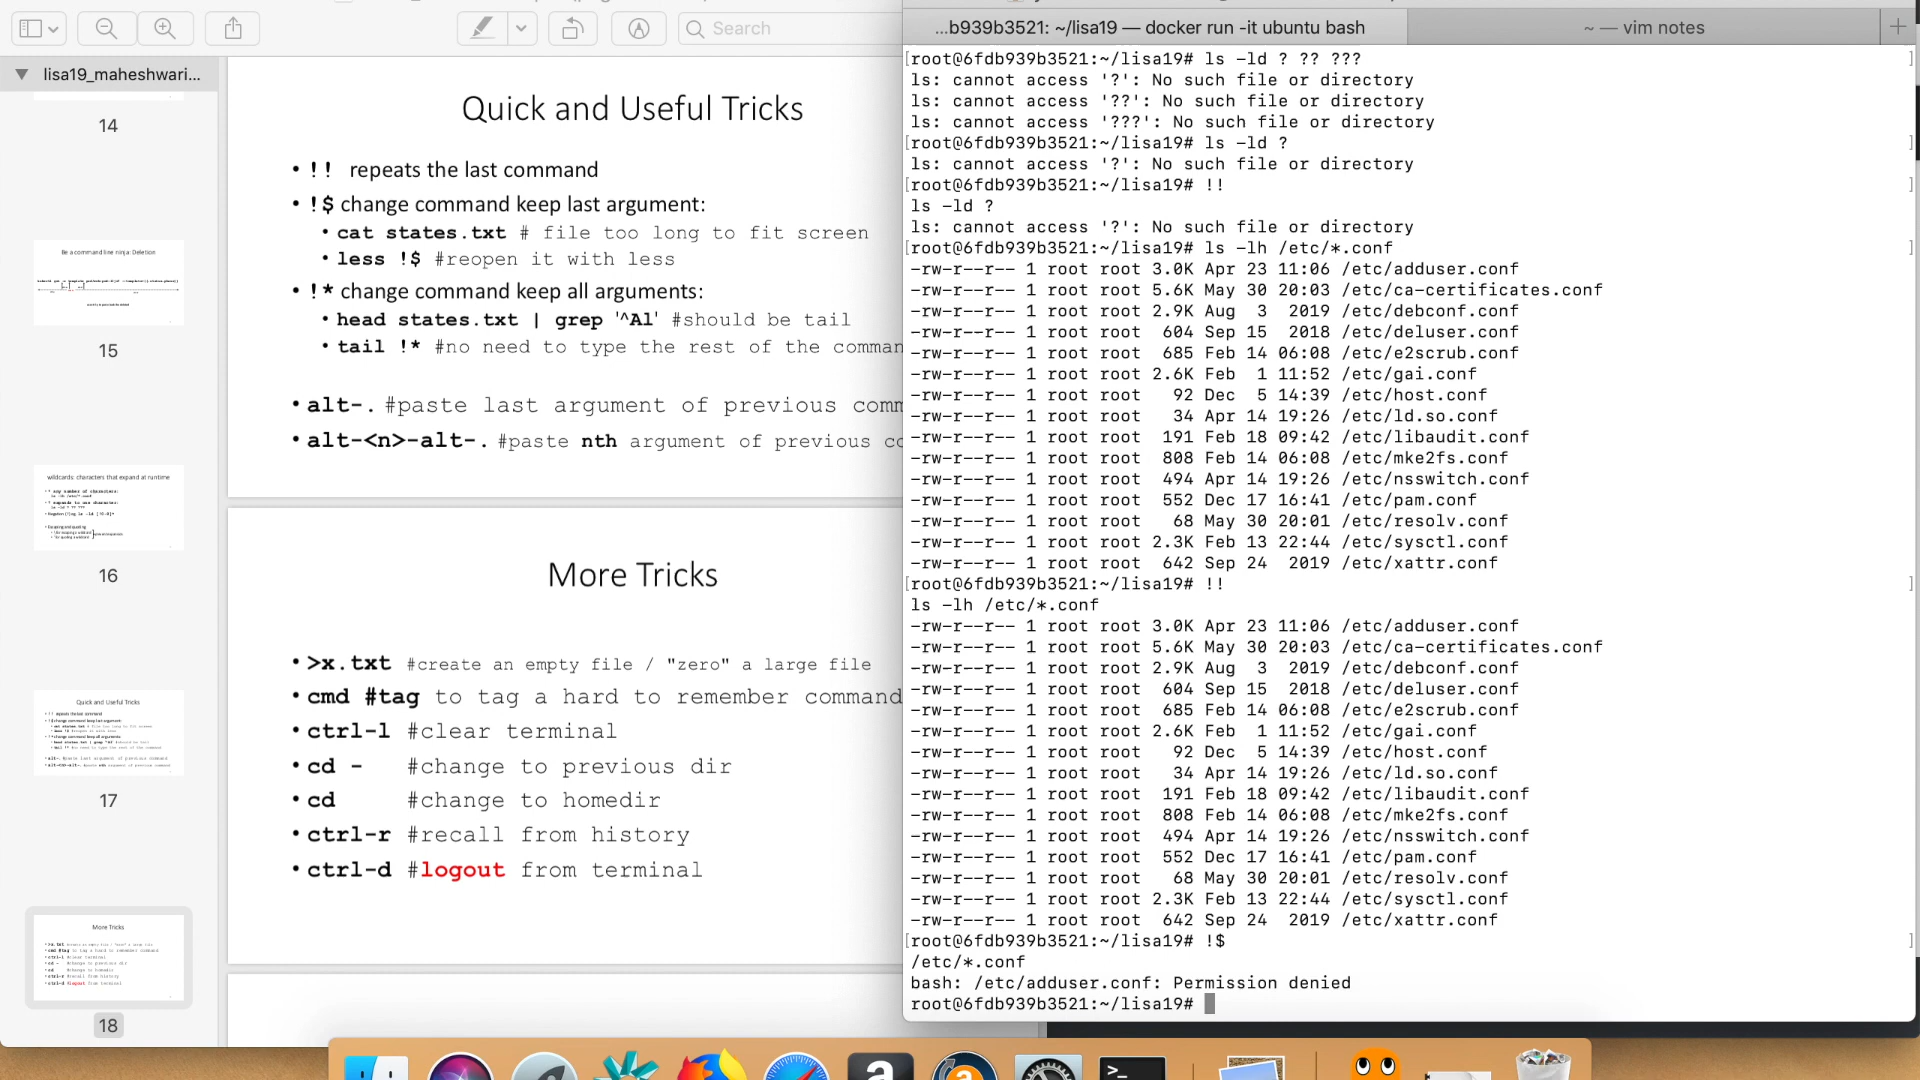 Search
lisa19_maheshwari...
14
Be a command line ninja: Deletion
15
wildcards: characters that expand at runtime
16
Quick and Useful Tricks
!! repeats the last command
17
More Tricks
18
Quick and Useful Tricks
• !! repeats the last command
• !$ change command keep last argument:
• cat states.txt # file too long to fit screen
• less !$ #reopen it with less
• !* change command keep all arguments:
• head states.txt | grep '^Al' #should be tail
• tail !* #no need to type the rest of the comman
• alt-. #paste last argument of previous comm
• alt-<n>-alt-. #paste nth argument of previous co
More Tricks
• >x.txt #create an empty file / "zero" a large file
• cmd #tag to tag a hard to remember command
• ctrl-l #clear terminal
• cd - #change to previous dir
• cd #change to homedir
• ctrl-r #recall from history
• ctrl-d #logout from terminal
...b939b3521: ~/lisa19 — docker run -it ubuntu bash
~ — vim notes
[root@6fdb939b3521:~/lisa19# ls -ld ? ?? ??? ]
ls: cannot access '?': No such file or directory
ls: cannot access '??': No such file or directory
ls: cannot access '???': No such file or directory
[root@6fdb939b3521:~/lisa19# ls -ld ? ]
ls: cannot access '?': No such file or directory
[root@6fdb939b3521:~/lisa19# !! ]
ls -ld ?
ls: cannot access '?': No such file or directory
[root@6fdb939b3521:~/lisa19# ls -lh /etc/*.conf ]
-rw-r--r-- 1 root root 3.0K Apr 23 11:06 /etc/adduser.conf
-rw-r--r-- 1 root root 5.6K May 30 20:03 /etc/ca-certificates.conf
-rw-r--r-- 1 root root 2.9K Aug  3  2019 /etc/debconf.conf
-rw-r--r-- 1 root root  604 Sep 15  2018 /etc/deluser.conf
-rw-r--r-- 1 root root  685 Feb 14 06:08 /etc/e2scrub.conf
-rw-r--r-- 1 root root 2.6K Feb  1 11:52 /etc/gai.conf
-rw-r--r-- 1 root root   92 Dec  5 14:39 /etc/host.conf
-rw-r--r-- 1 root root   34 Apr 14 19:26 /etc/ld.so.conf
-rw-r--r-- 1 root root  191 Feb 18 09:42 /etc/libaudit.conf
-rw-r--r-- 1 root root  808 Feb 14 06:08 /etc/mke2fs.conf
-rw-r--r-- 1 root root  494 Apr 14 19:26 /etc/nsswitch.conf
-rw-r--r-- 1 root root  552 Dec 17 16:41 /etc/pam.conf
-rw-r--r-- 1 root root   68 May 30 20:01 /etc/resolv.conf
-rw-r--r-- 1 root root 2.3K Feb 13 22:44 /etc/sysctl.conf
-rw-r--r-- 1 root root  642 Sep 24  2019 /etc/xattr.conf
[root@6fdb939b3521:~/lisa19# !! ]
ls -lh /etc/*.conf
-rw-r--r-- 1 root root 3.0K Apr 23 11:06 /etc/adduser.conf
-rw-r--r-- 1 root root 5.6K May 30 20:03 /etc/ca-certificates.conf
-rw-r--r-- 1 root root 2.9K Aug  3  2019 /etc/debconf.conf
-rw-r--r-- 1 root root  604 Sep 15  2018 /etc/deluser.conf
-rw-r--r-- 1 root root  685 Feb 14 06:08 /etc/e2scrub.conf
-rw-r--r-- 1 root root 2.6K Feb  1 11:52 /etc/gai.conf
-rw-r--r-- 1 root root   92 Dec  5 14:39 /etc/host.conf
-rw-r--r-- 1 root root   34 Apr 14 19:26 /etc/ld.so.conf
-rw-r--r-- 1 root root  191 Feb 18 09:42 /etc/libaudit.conf
-rw-r--r-- 1 root root  808 Feb 14 06:08 /etc/mke2fs.conf
-rw-r--r-- 1 root root  494 Apr 14 19:26 /etc/nsswitch.conf
-rw-r--r-- 1 root root  552 Dec 17 16:41 /etc/pam.conf
-rw-r--r-- 1 root root   68 May 30 20:01 /etc/resolv.conf
-rw-r--r-- 1 root root 2.3K Feb 13 22:44 /etc/sysctl.conf
-rw-r--r-- 1 root root  642 Sep 24  2019 /etc/xattr.conf
[root@6fdb939b3521:~/lisa19# !$ ]
/etc/*.conf
bash: /etc/adduser.conf: Permission denied
root@6fdb939b3521:~/lisa19#